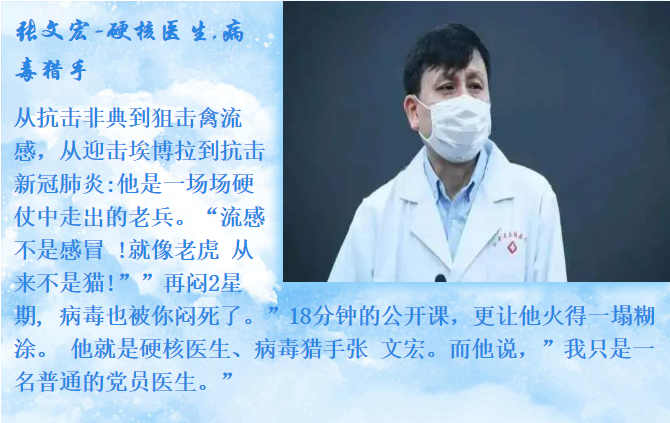 张文宏-硬核医生.病
毒猎手
从抗击非典到狙击禽流
感，从迎击埃博拉到抗击
新冠肺炎:他是一场场硬
仗中走出的老兵。“流感
不是感冒 !就像老虎 从
来不是猫!””再闷2星
期, 病毒也被你闷死了。”18分钟的公开课，更让他火得一塌糊
涂。 他就是硬核医生、病毒猎手张 文宏。而他说，”我只是一
名普通的党员医生。”